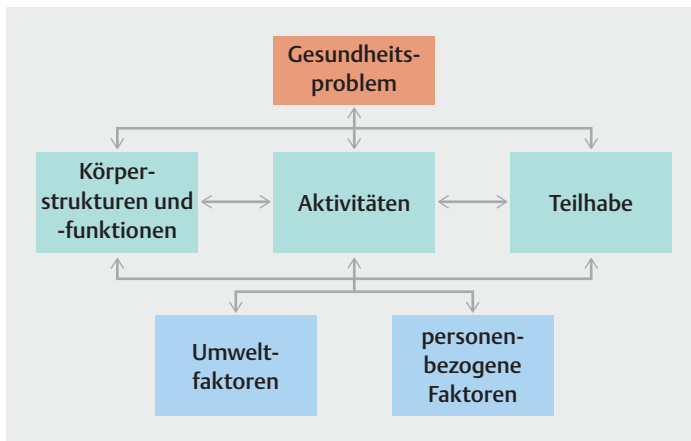 Gesundheits-
problem
Körper-
strukturen und
-funktionen
Aktivitäten
Teilhabe
Umwelt-
faktoren
personen-
bezogene
Faktoren